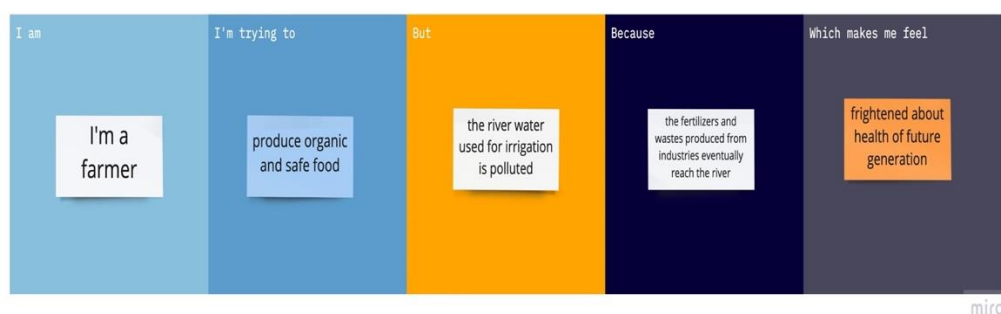 I am
I'm trying to
But
Because
Which makes me feel
I'm a
farmer
produce organic
and safe food
the river water
used for irrigation
is polluted
the fertilizers and
wastes produced from
industries eventually
reach the river
frightened about
health of future
generation
miro